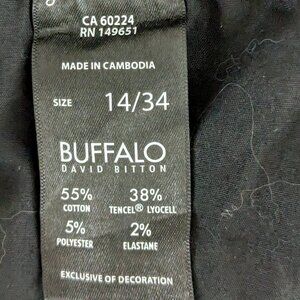 CA 60224
RN 149651
MADE IN CAMBODIA
SIZE 14/34
BUFFALO
DAVID BITTON
55% 38%
COTTON TENCEL® LYOCELL
5% 2%
POLYESTER ELASTANE
EXCLUSIVE OF DECORATION